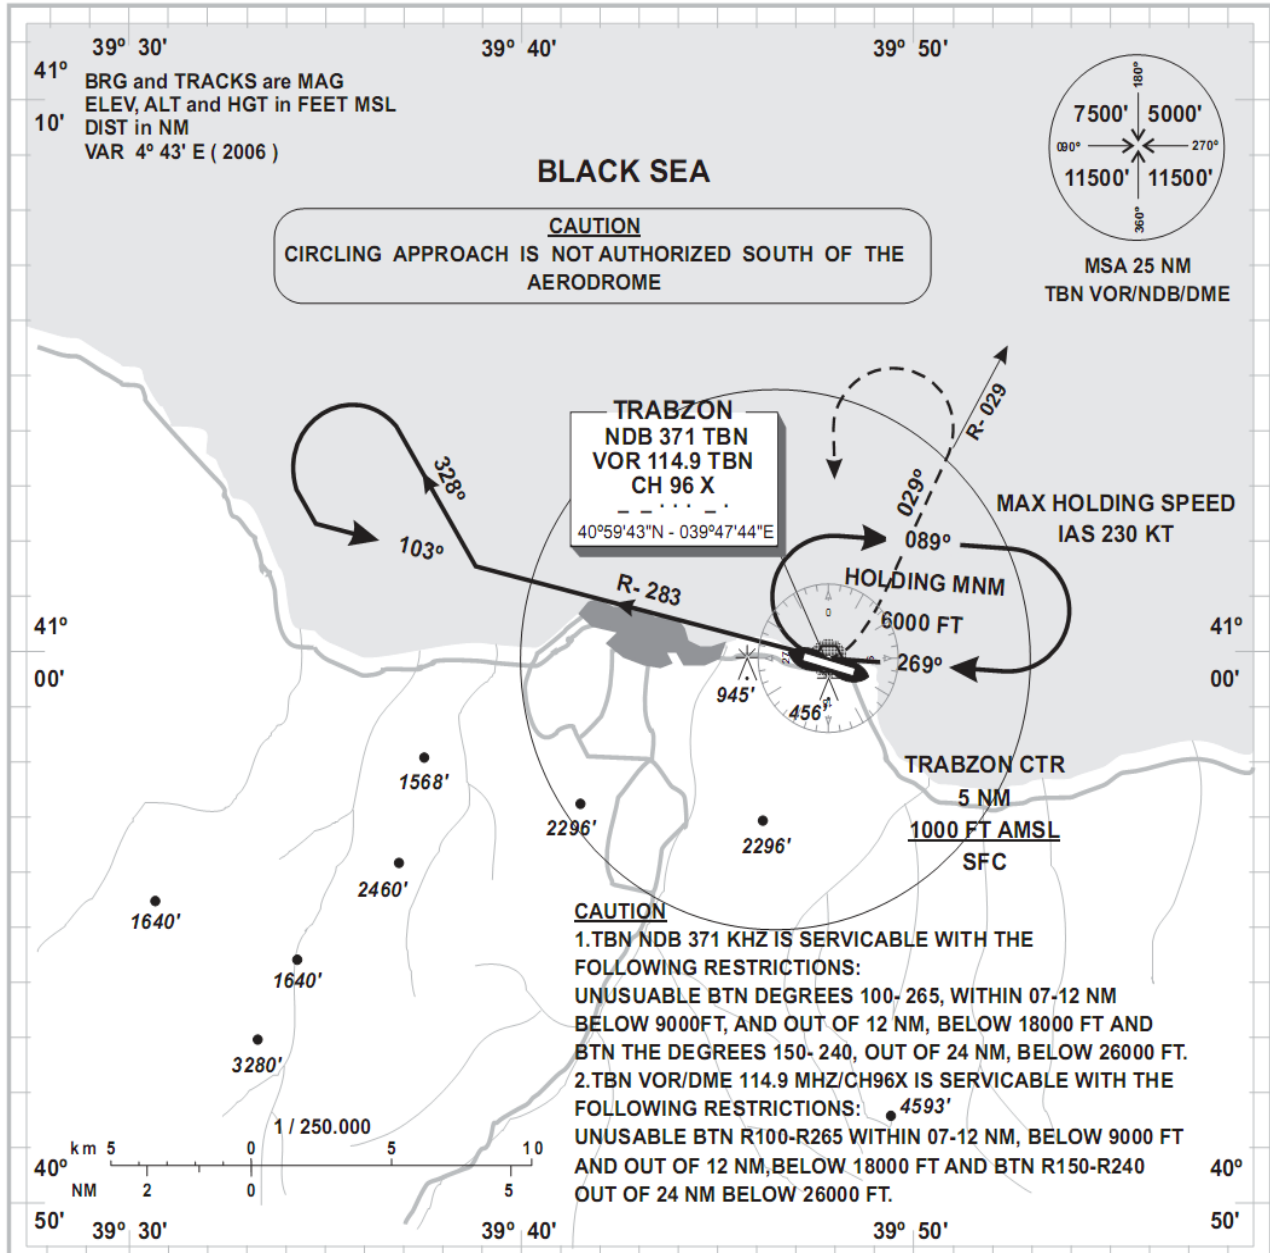 39º 30'
39º 40'
39º 50'
41º
10'
BRG and TRACKS are MAG
ELEV, ALT and HGT in FEET MSL
DIST in NM
VAR 4º 43' E ( 2006 )
180º
7500' 5000'
090º 270º
11500' 11500'
360º
MSA 25 NM
TBN VOR/NDB/DME
BLACK SEA
CAUTION
CIRCLING APPROACH IS NOT AUTHORIZED SOUTH OF THE
AERODROME
TRABZON
NDB 371 TBN
VOR 114.9 TBN
CH 96 X
40º59'43"N - 039º47'44"E
R- 029
029º
328º
103º
R- 283
MAX HOLDING SPEED
IAS 230 KT
089º
HOLDING MNM
6000 FT
269º
0
27
41º
00'
41º
00'
945'
456'
1568'
2296'
2296'
2460'
1640'
1640'
3280'
TRABZON CTR
5 NM
1000 FT AMSL
SFC
CAUTION
1.TBN NDB 371 KHZ IS SERVICABLE WITH THE
FOLLOWING RESTRICTIONS:
UNUSUABLE BTN DEGREES 100- 265, WITHIN 07-12 NM
BELOW 9000FT, AND OUT OF 12 NM, BELOW 18000 FT AND
BTN THE DEGREES 150- 240, OUT OF 24 NM, BELOW 26000 FT.
2.TBN VOR/DME 114.9 MHZ/CH96X IS SERVICABLE WITH THE
FOLLOWING RESTRICTIONS:
4593'
UNUSABLE BTN R100-R265 WITHIN 07-12 NM, BELOW 9000 FT
AND OUT OF 12 NM,BELOW 18000 FT AND BTN R150-R240
OUT OF 24 NM BELOW 26000 FT.
1 / 250.000
km 5 0 5 10
NM 2 0 5
40º
50'
40º
50'
39º 30'
39º 40'
39º 50'